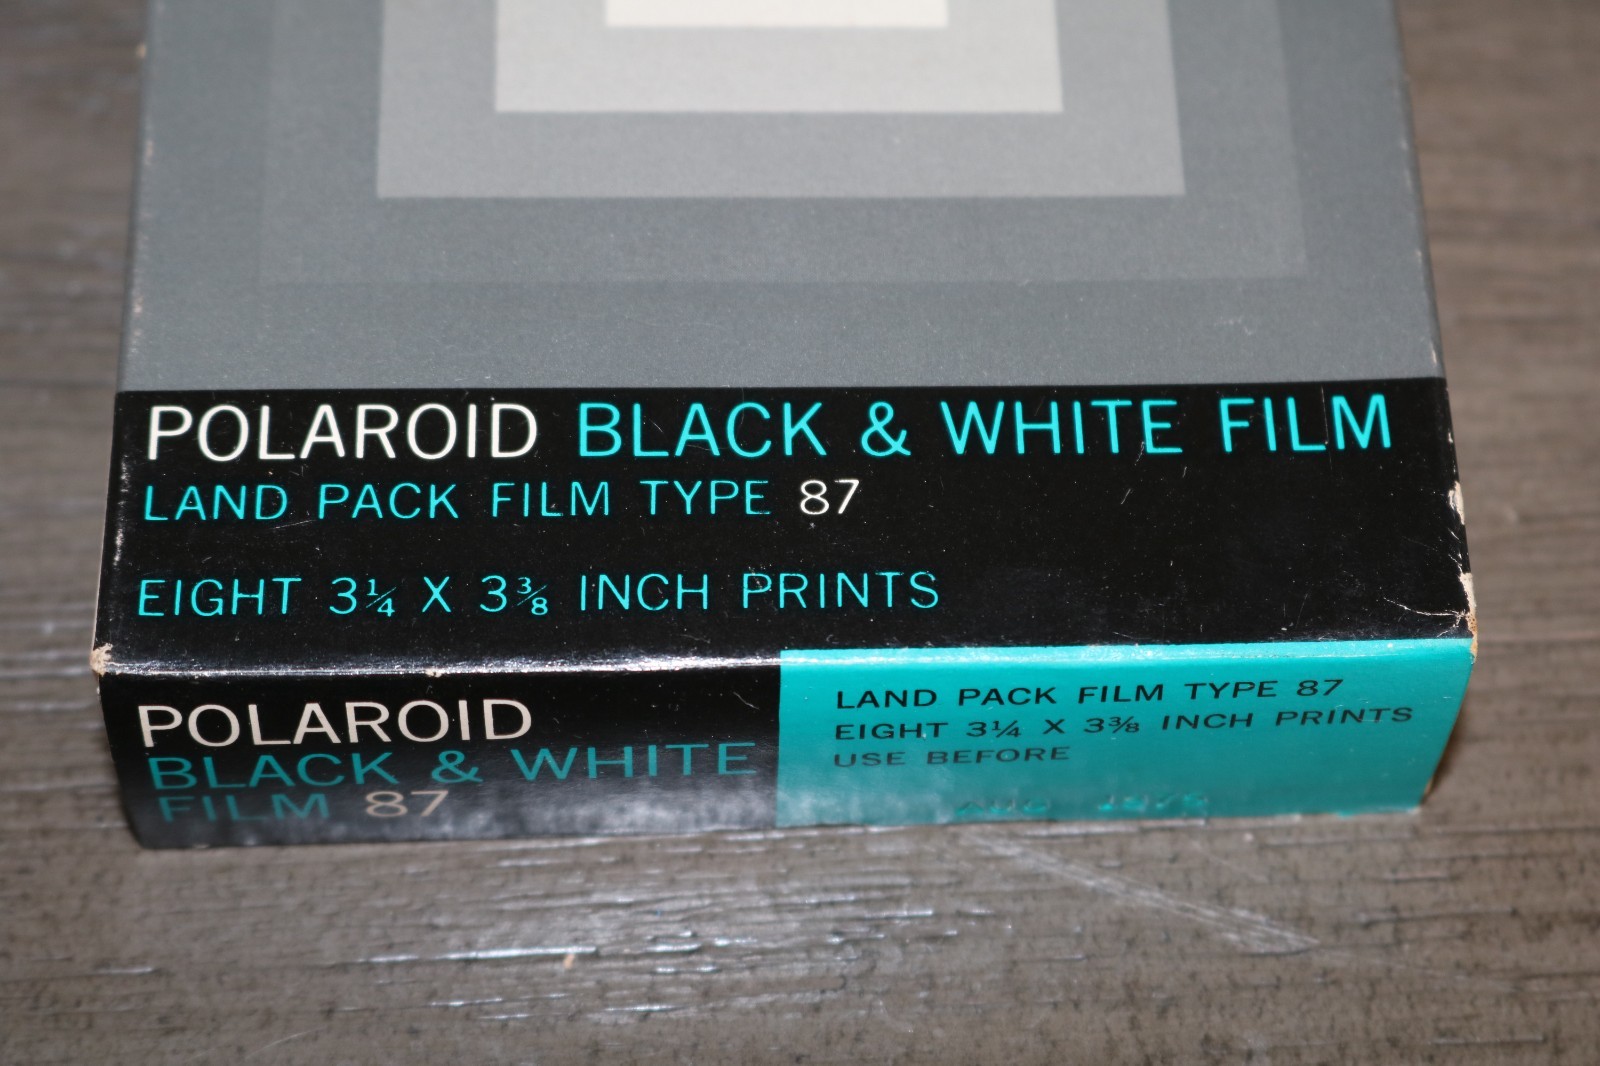 POLAROID BLACK & WHITE FILM
LAND PACK FILM TYPE 87
EIGHT 3¼ X 3⅜ INCH PRINTS
POLAROID
BLACK & WHITE
FILM 87
LAND PACK FILM TYPE 87
EIGHT 3¼ X 3⅜ INCH PRINTS
USE BEFORE